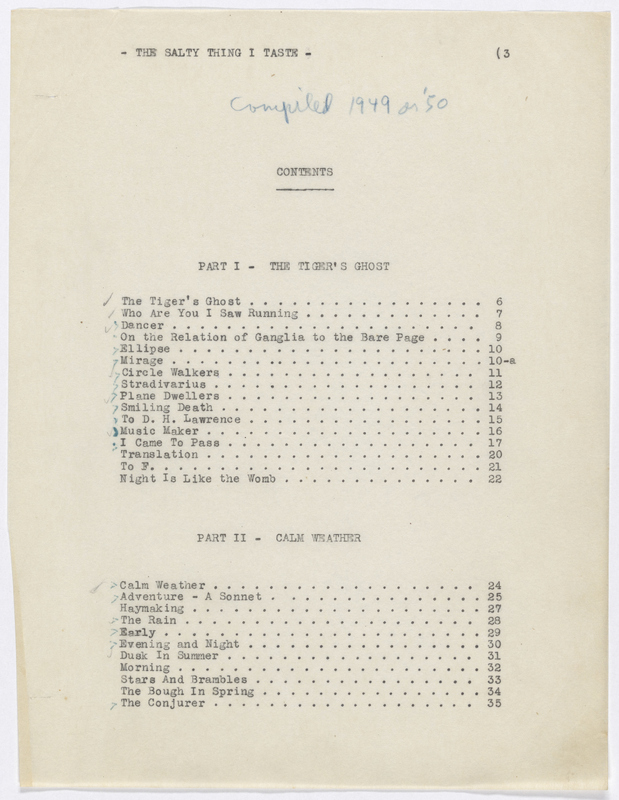 - THE SALTY THING I TASTE - (3
Compiled 1949 or '50
CONTENTS
PART I - THE TIGER'S GHOST
The Tiger's Ghost . . . . . . . . . . . . . . . . . 6
Who Are You I Saw Running . . . . . . . . . . . . . 7
Dancer . . . . . . . . . . . . . . . . . . . . . . 8
On the Relation of Ganglia to the Bare Page . . . . 9
Ellipse . . . . . . . . . . . . . . . . . . . . . . 10
Mirage . . . . . . . . . . . . . . . . . . . . . . 10-a
Circle Walkers . . . . . . . . . . . . . . . . . . 11
Stradivarius . . . . . . . . . . . . . . . . . . . 12
Plane Dwellers . . . . . . . . . . . . . . . . . . 13
Smiling Death . . . . . . . . . . . . . . . . . . . 14
To D. H. Lawrence . . . . . . . . . . . . . . . . . 15
Music Maker . . . . . . . . . . . . . . . . . . . . 16
I Came To Pass . . . . . . . . . . . . . . . . . . 17
Translation . . . . . . . . . . . . . . . . . . . . 20
To F. . . . . . . . . . . . . . . . . . . . . . . . 21
Night Is Like the Womb . . . . . . . . . . . . . . 22
PART II - CALM WEATHER
Calm Weather . . . . . . . . . . . . . . . . . . . 24
Adventure - A Sonnet . . . . . . . . . . . . . . . 25
Haymaking . . . . . . . . . . . . . . . . . . . . . 27
The Rain . . . . . . . . . . . . . . . . . . . . . 28
Early . . . . . . . . . . . . . . . . . . . . . . . 29
Evening and Night . . . . . . . . . . . . . . . . . 30
Dusk In Summer . . . . . . . . . . . . . . . . . . 31
Morning . . . . . . . . . . . . . . . . . . . . . . 32
Stars And Brambles . . . . . . . . . . . . . . . . 33
The Bough In Spring . . . . . . . . . . . . . . . . 34
The Conjurer . . . . . . . . . . . . . . . . . . . 35